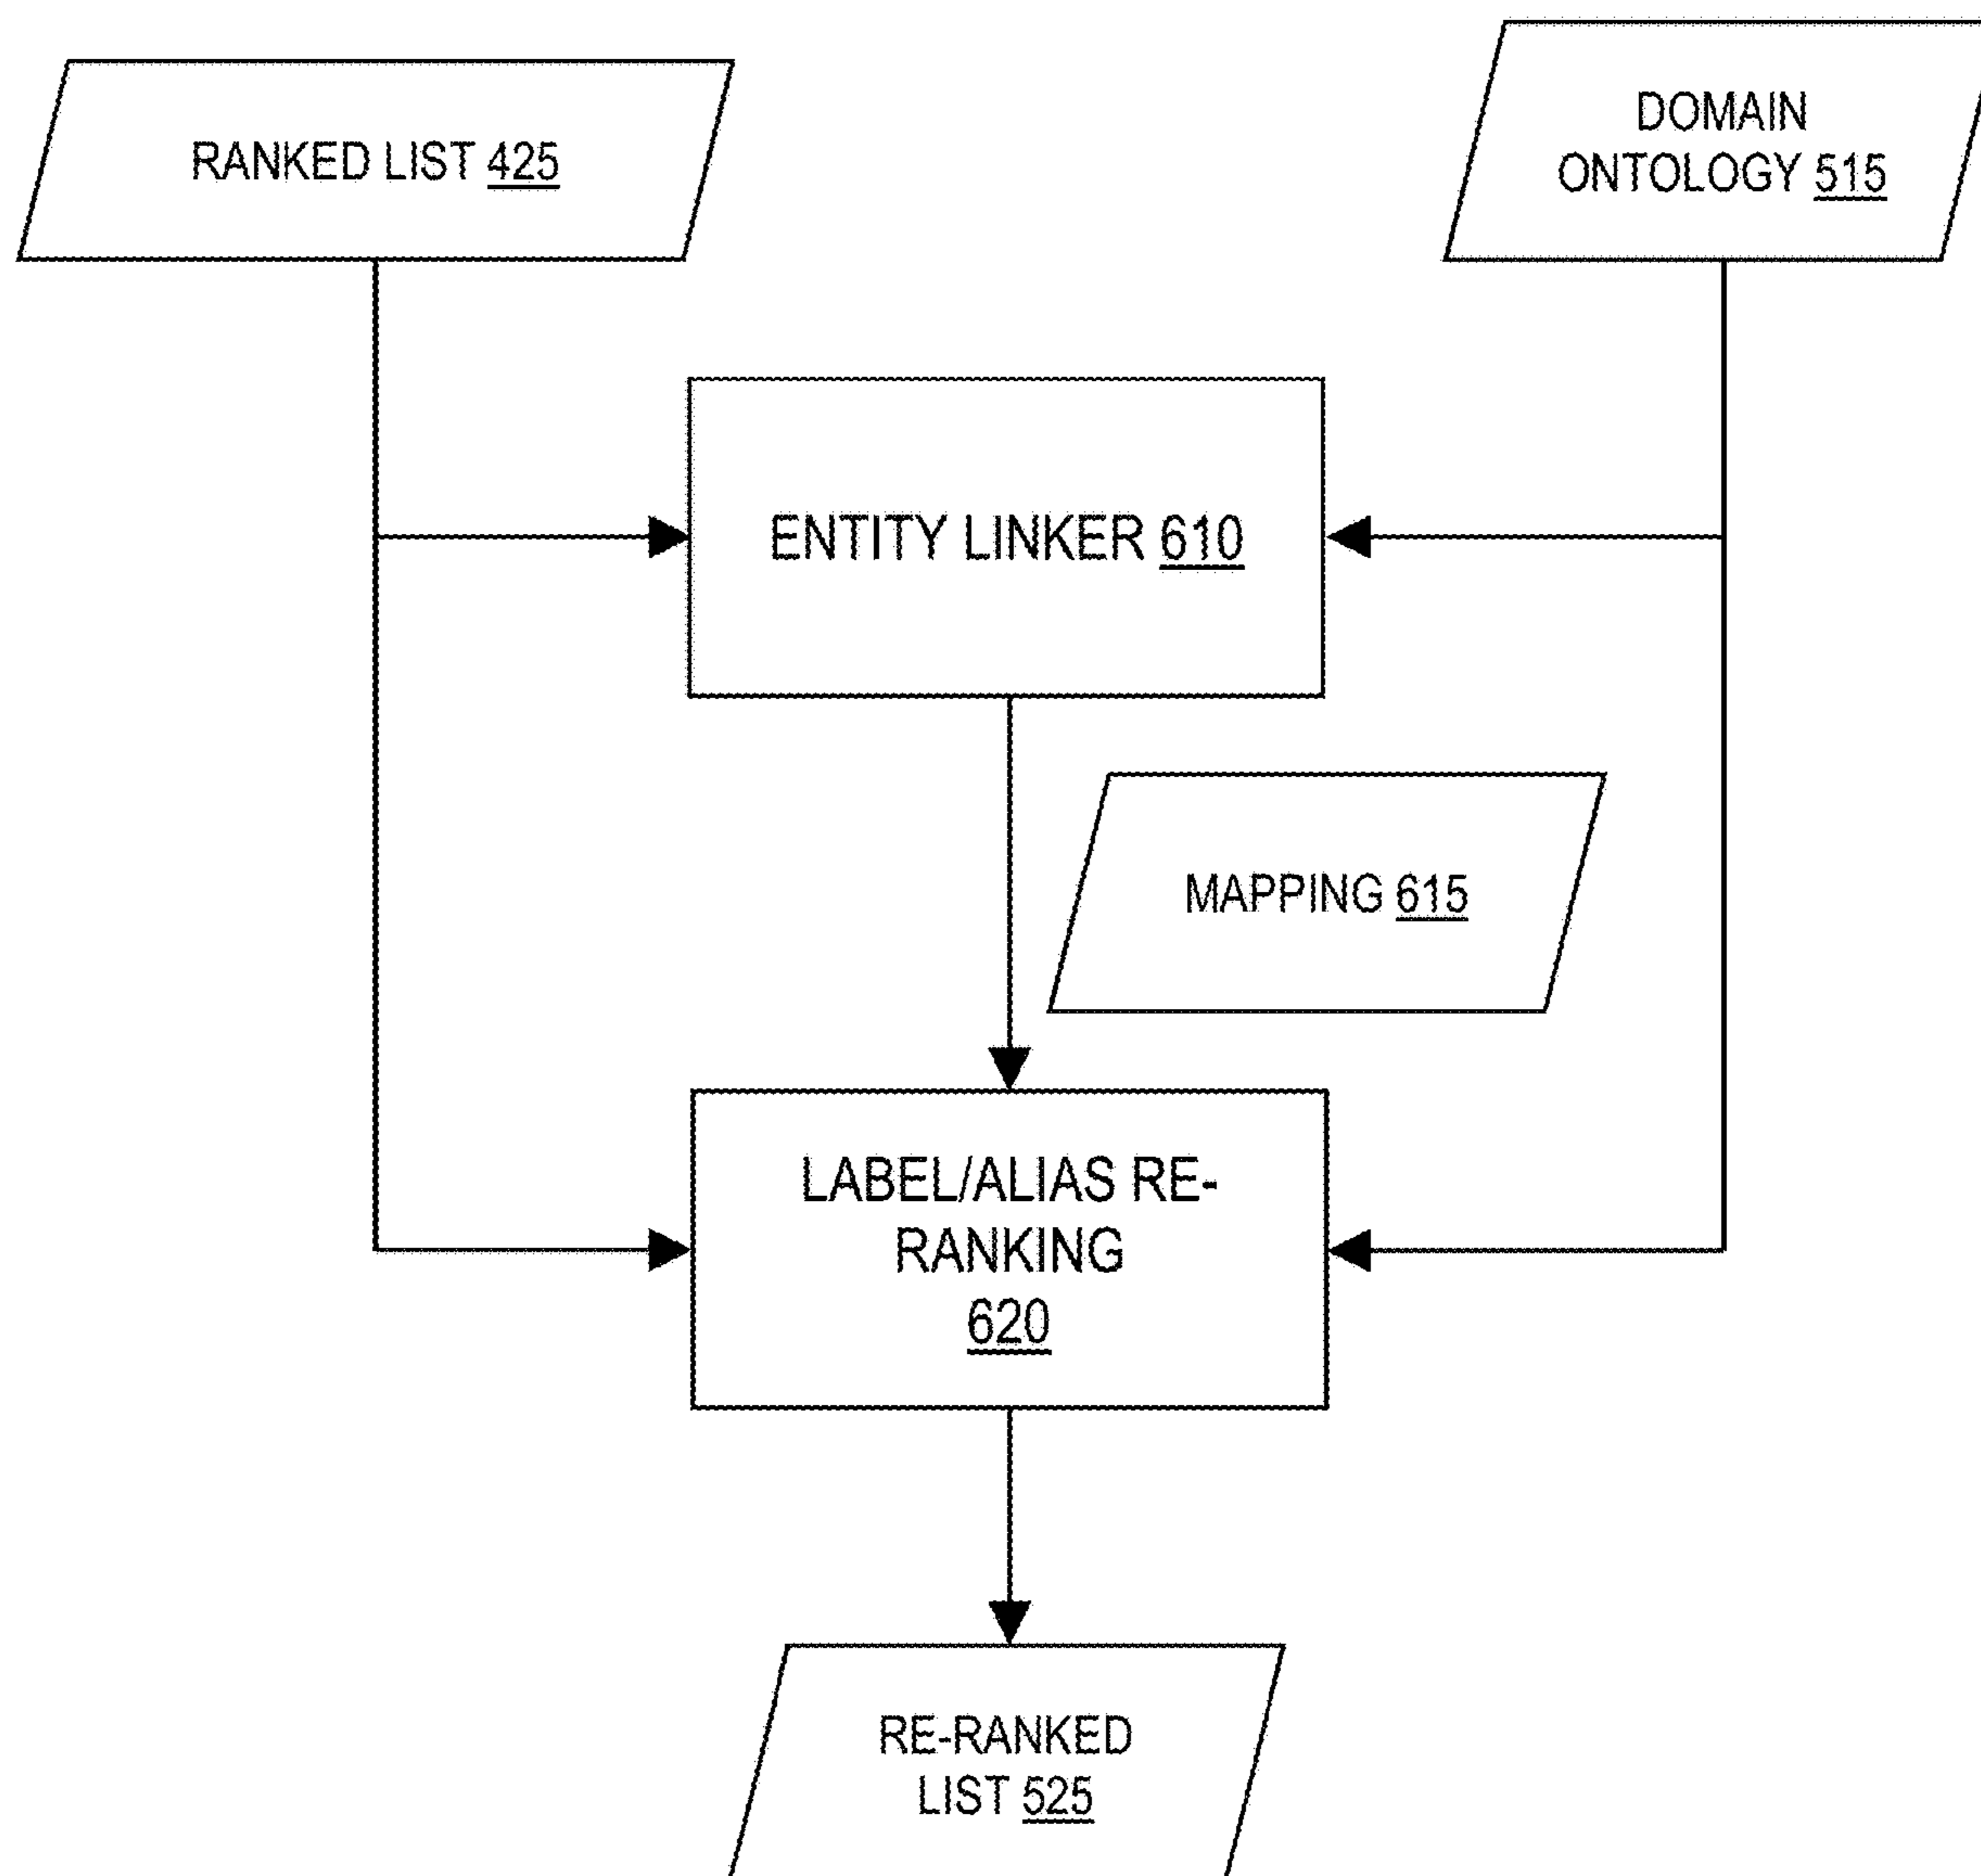 RANKED LIST 425
DOMAIN
ONTOLOGY 515
ENTITY LINKER 610
MAPPING 615
LABEL/ALIAS RE-
RANKING
620
RE-RANKED
LIST 525